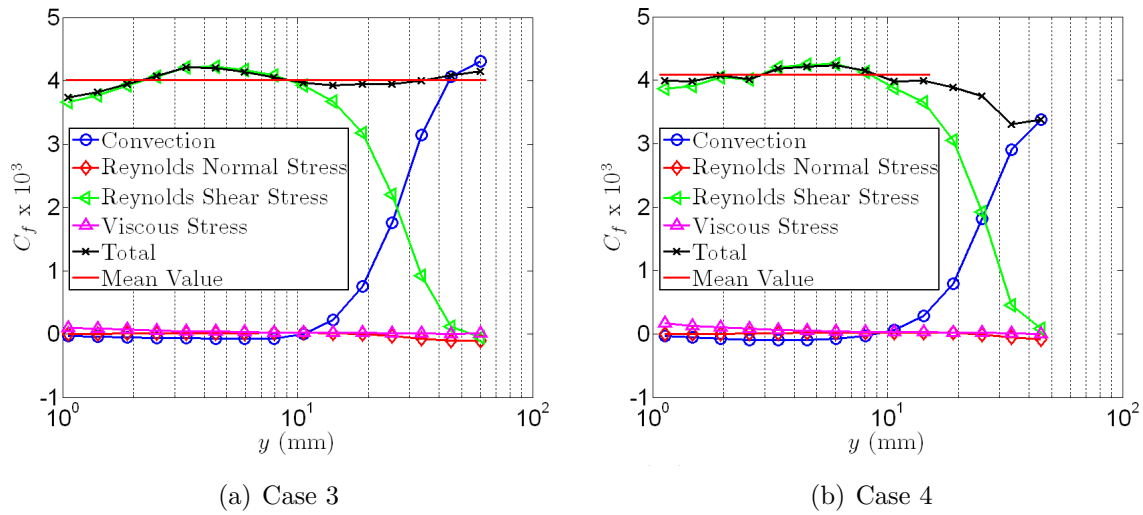 5
4
3
2
1
0
-1
C_f x 10^3
Convection
Reynolds Normal Stress
Reynolds Shear Stress
Viscous Stress
Total
Mean Value
10^0
10^1
10^2
y (mm)
(a) Case 3
5
4
3
2
1
0
-1
C_f x 10^3
Convection
Reynolds Normal Stress
Reynolds Shear Stress
Viscous Stress
Total
Mean Value
10^0
10^1
10^2
y (mm)
(b) Case 4